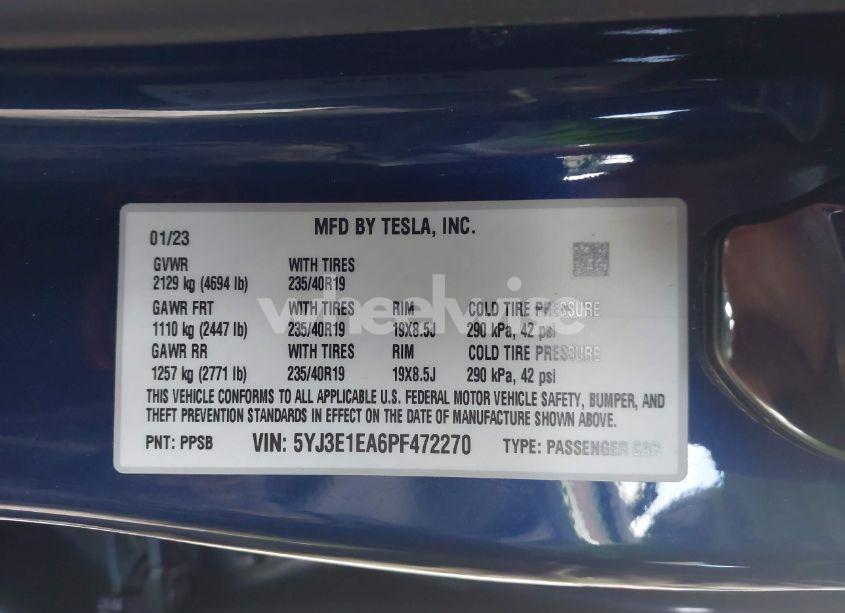 MFD BY TESLA, INC.
01/23
GVWR WITH TIRES
2129 kg (4694 lb) 235/40R19
GAWR FRT WITH TIRES RIM COLD TIRE PRESSURE
1110 kg (2447 lb) 235/40R19 19X8.5J 290 kPa, 42 psi
GAWR RR WITH TIRES RIM COLD TIRE PRESSURE
1257 kg (2771 lb) 235/40R19 19X8.5J 290 kPa, 42 psi
THIS VEHICLE CONFORMS TO ALL APPLICABLE U.S. FEDERAL MOTOR VEHICLE SAFETY, BUMPER, AND
THEFT PREVENTION STANDARDS IN EFFECT ON THE DATE OF MANUFACTURE SHOWN ABOVE.
PNT: PPSB VIN: 5YJ3E1EA6PF472270 TYPE: PASSENGER CAR